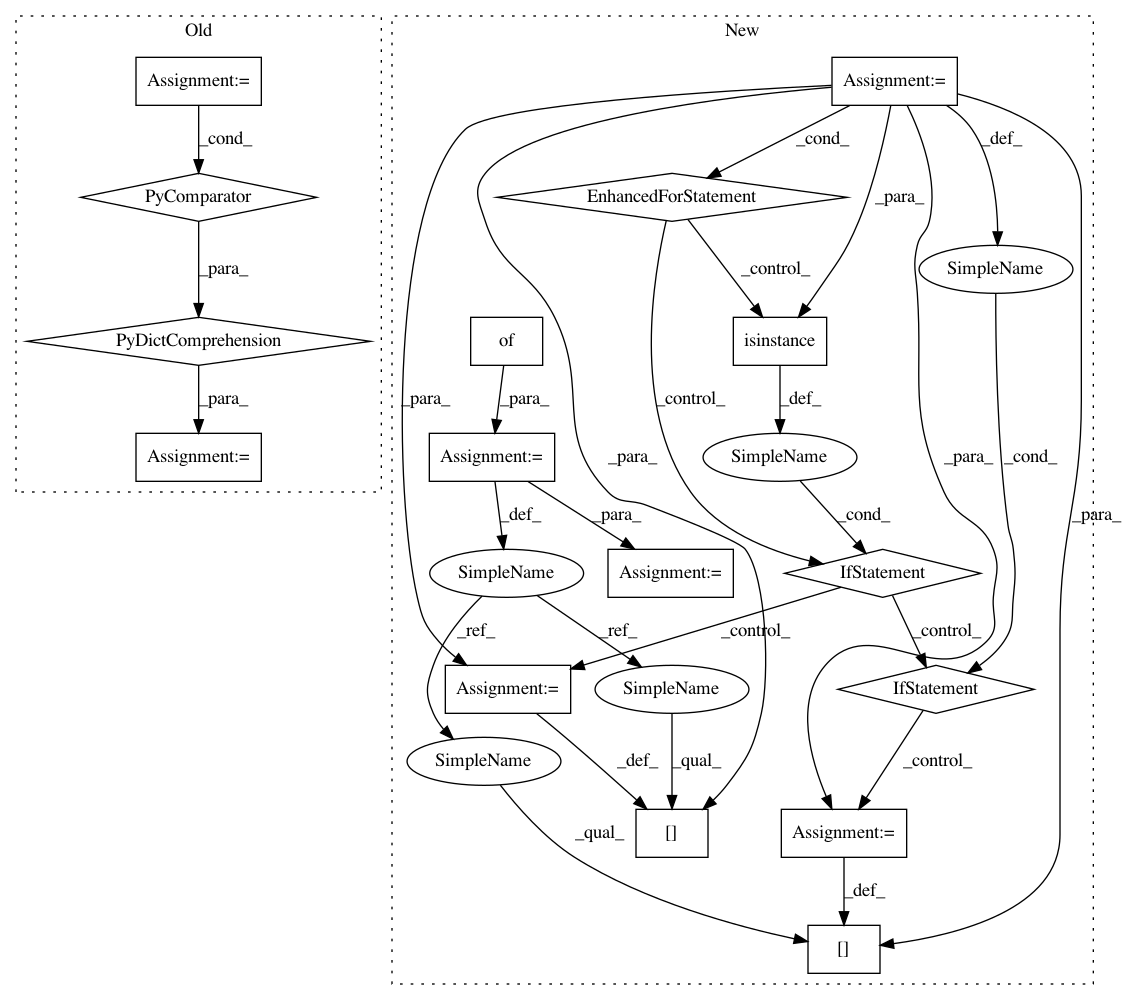 Old
New
Assignment:=
Assignment:=
_cond_
_cond_
_def_
PyComparator
EnhancedForStatement
_para_
_para_
_control_
SimpleName
PyDictComprehension
of
isinstance
_para_
_para_
_para_
_control_
_def_
Assignment:=
Assignment:=
SimpleName
_para_
_para_
_cond_
_def_
_para_
_cond_
_para_
SimpleName
Assignment:=
IfStatement
_ref_
_ref_
_control_
_control_
Assignment:=
SimpleName
IfStatement
SimpleName
_def_
_qual_
_control_
_qual_
[]
Assignment:=
_def_
[]